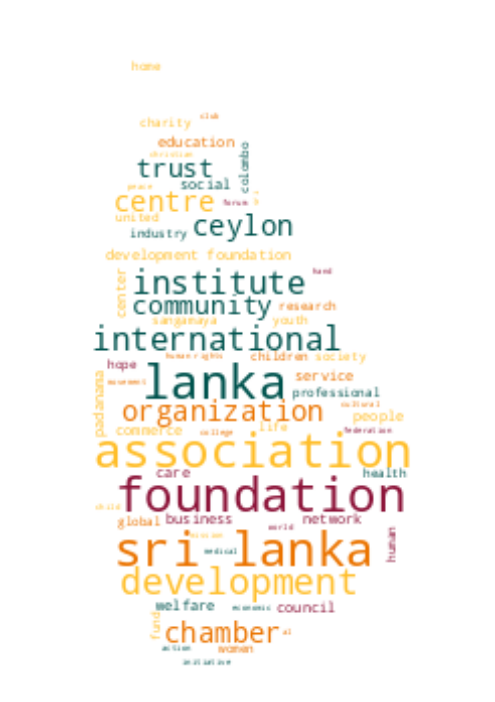 home
club
charity
education
colombo
christian
trust
social
peace
centre
forum
united
ceylon
industry
development foundation
hand
center
institute
community
research
sangamaya
youth
international
human rights
children
society
hope
lanka
service
movement
professional
padanama
organization
cultural
people
commerce
college
life
federation
association
care
health
foundation
child
global
business
network
world
human
mission
sri lanka
medical
development
welfare
economic
council
fund
chamber
al
action
women
initiative